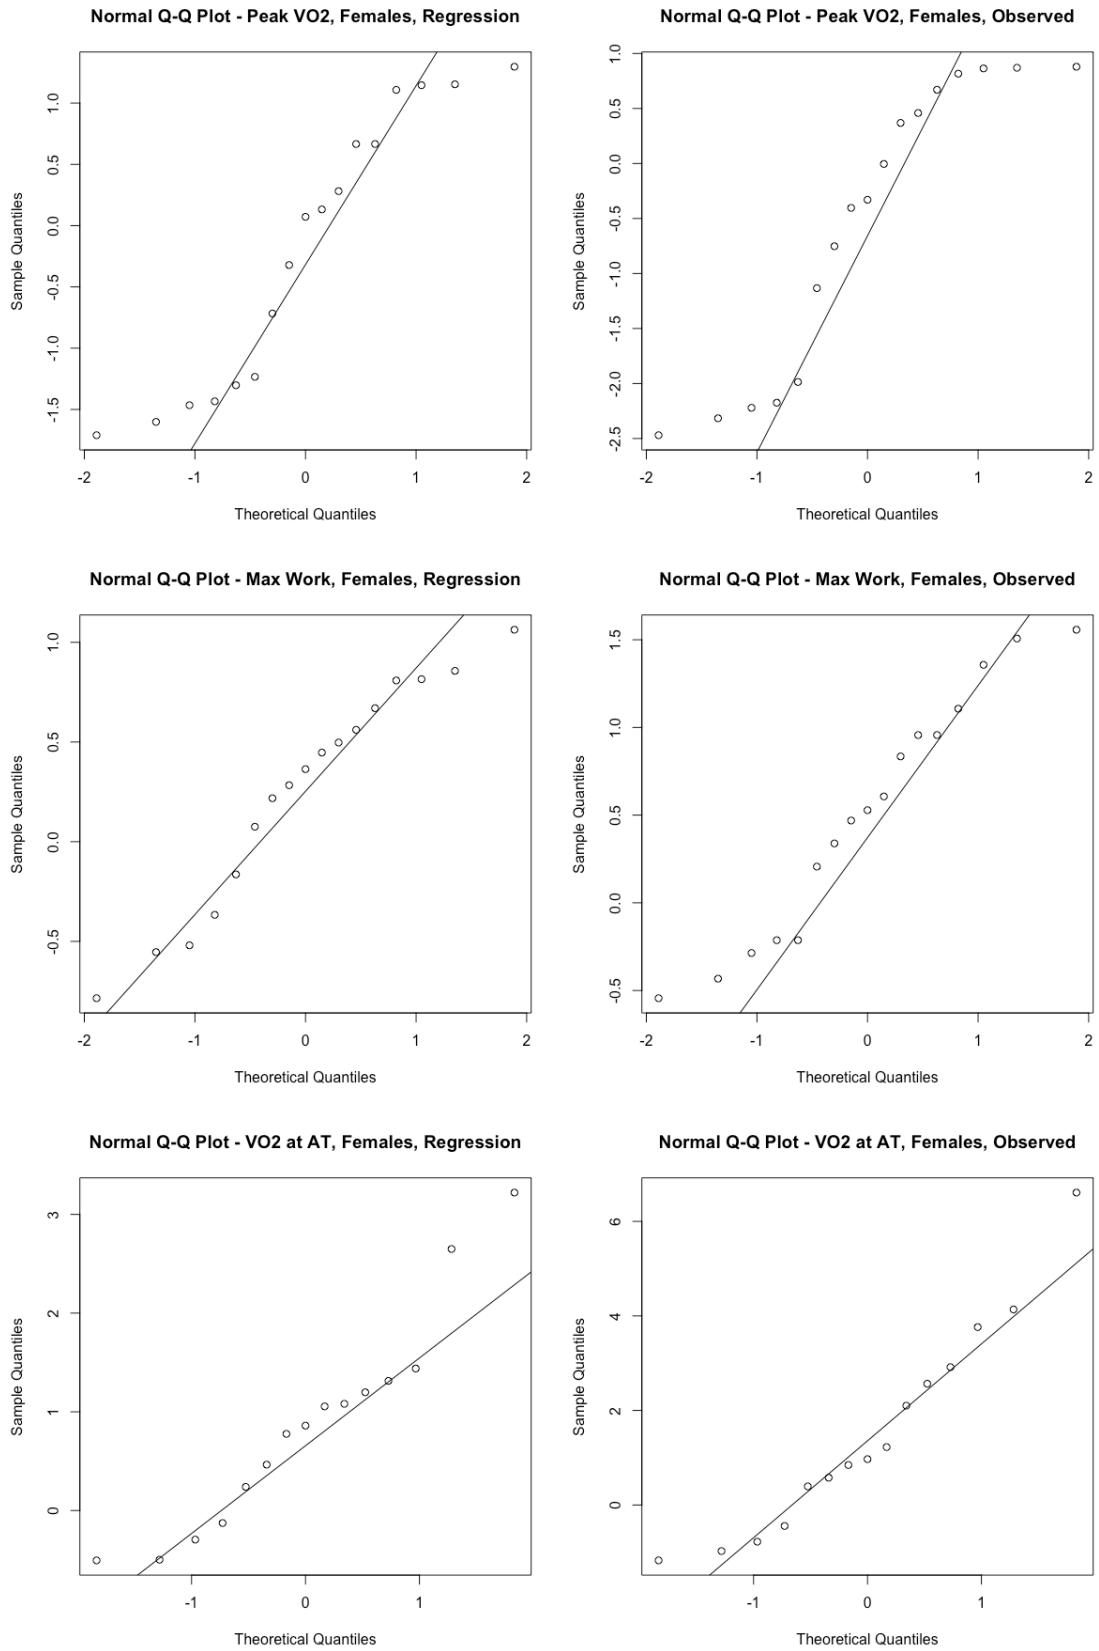 Normal Q-Q Plot - Peak VO2, Females, Regression
Sample Quantiles
1.0
0.5
0.0
-0.5
-1.0
-1.5
-2 -1 0 1 2
Theoretical Quantiles
Normal Q-Q Plot - Peak VO2, Females, Observed
Sample Quantiles
1.0
0.5
0.0
-0.5
-1.0
-1.5
-2.0
-2.5
-2 -1 0 1 2
Theoretical Quantiles
Normal Q-Q Plot - Max Work, Females, Regression
Sample Quantiles
1.0
0.5
0.0
-0.5
-2 -1 0 1 2
Theoretical Quantiles
Normal Q-Q Plot - Max Work, Females, Observed
Sample Quantiles
1.5
1.0
0.5
0.0
-0.5
-2 -1 0 1 2
Theoretical Quantiles
Normal Q-Q Plot - VO2 at AT, Females, Regression
Sample Quantiles
3
2
1
0
-1 0 1
Theoretical Quantiles
Normal Q-Q Plot - VO2 at AT, Females, Observed
Sample Quantiles
6
4
2
0
-1 0 1
Theoretical Quantiles